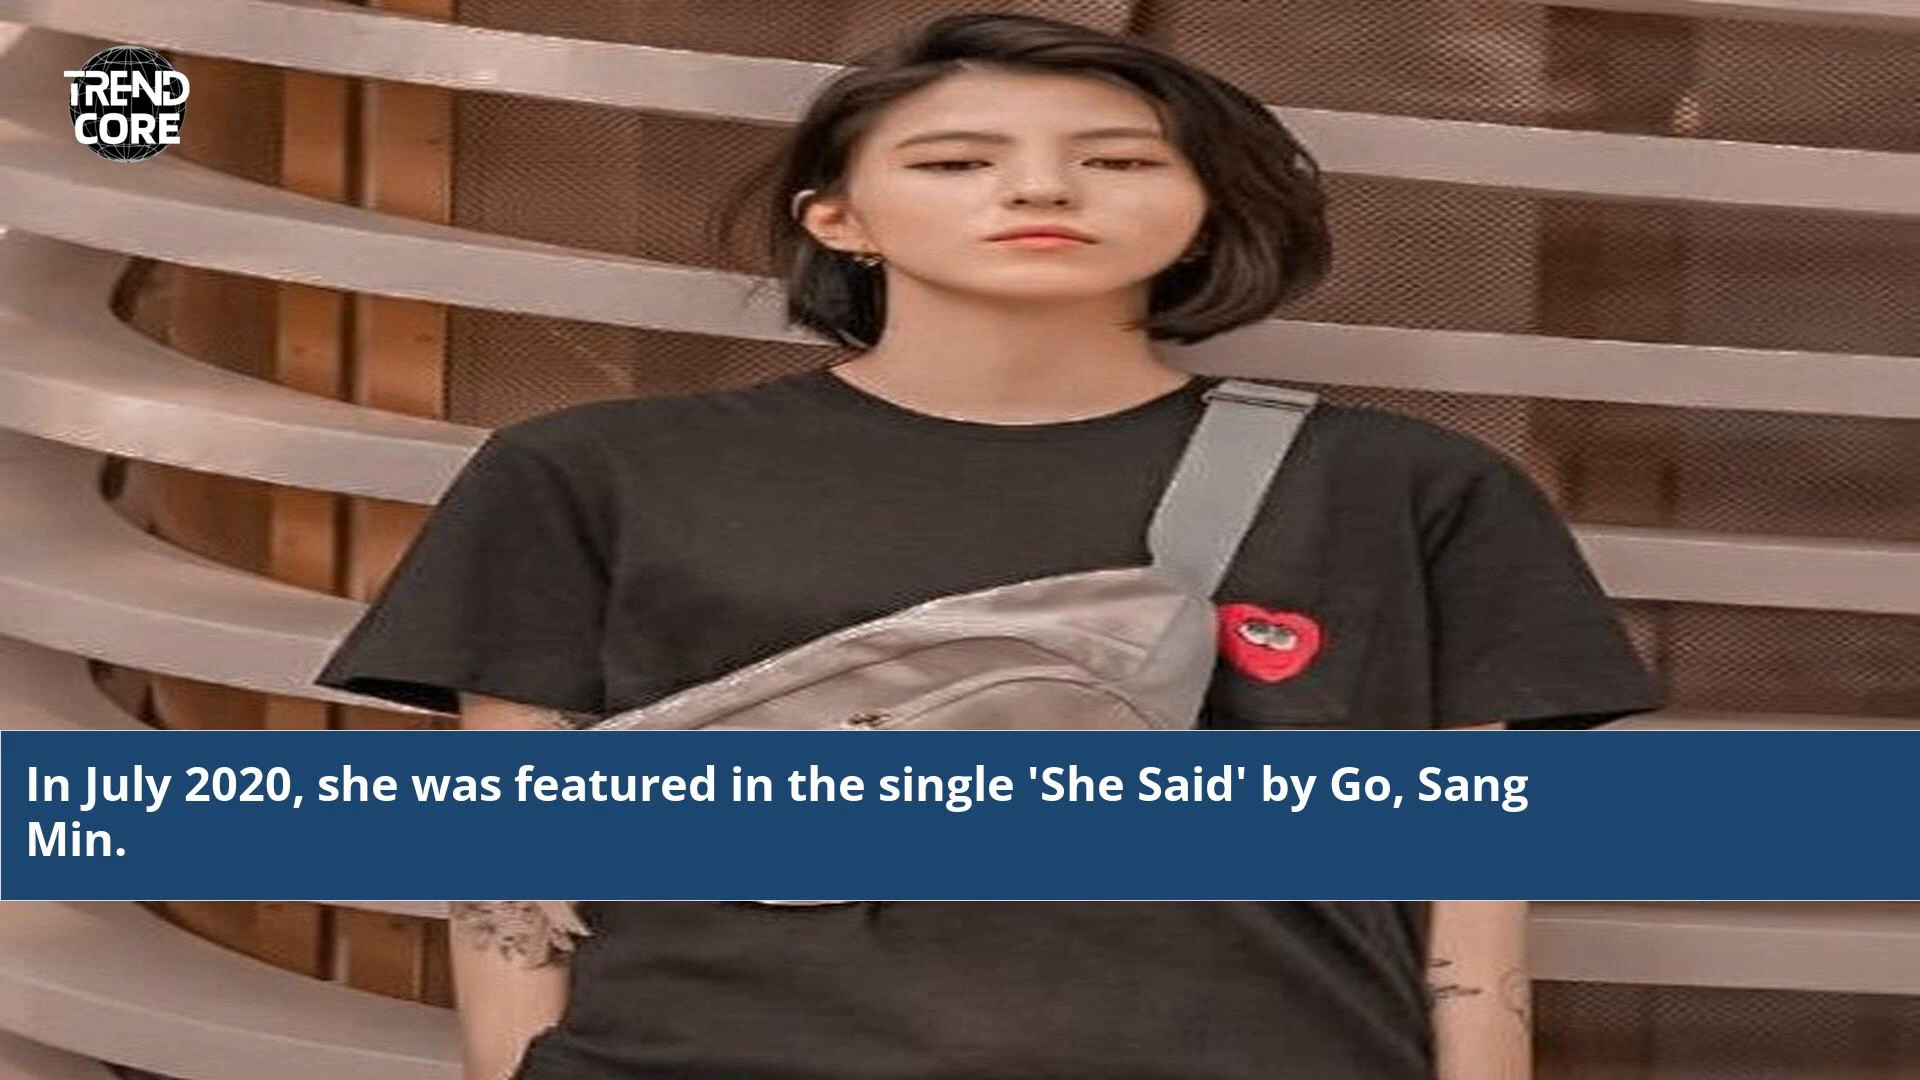 TREND
CORE
In July 2020, she was featured in the single 'She Said' by Go, Sang
Min.